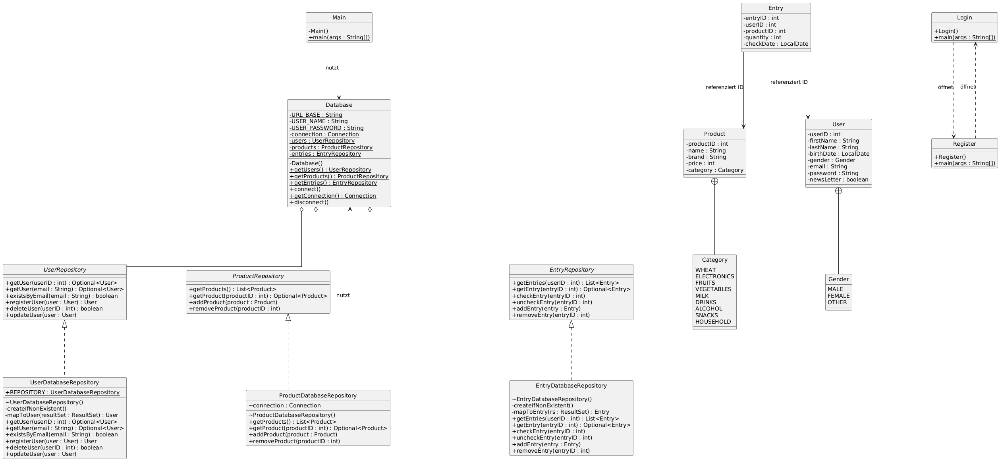 Main
-Main()
+main(args : String[])
nutzt
Database
-URL_BASE : String
-USER_NAME : String
-USER_PASSWORD : String
-connection : Connection
-users : UserRepository
-products : ProductRepository
-entries : EntryRepository
-Database()
+getUsers() : UserRepository
+getProducts() : ProductRepository
+getEntries() : EntryRepository
+connect()
+getConnection() : Connection
+disconnect()
UserRepository
+getUser(userID : int) : Optional<User>
+getUser(email : String) : Optional<User>
+existsByEmail(email : String) : boolean
+registerUser(user : User) : User
+deleteUser(userID : int) : boolean
+updateUser(user : User)
ProductRepository
+getProducts() : List<Product>
+getProduct(productID : int) : Optional<Product>
+addProduct(product : Product)
+removeProduct(productID : int)
nutzt
EntryRepository
+getEntries(userID : int) : List<Entry>
+getEntry(entryID : int) : Optional<Entry>
+checkEntry(entryID : int)
+uncheckEntry(entryID : int)
+addEntry(entry : Entry)
+removeEntry(entryID : int)
UserDatabaseRepository
+REPOSITORY : UserDatabaseRepository
~UserDatabaseRepository()
-createIfNonExistent()
-mapToUser(resultSet : ResultSet) : User
+getUser(userID : int) : Optional<User>
+getUser(email : String) : Optional<User>
+existsByEmail(email : String) : boolean
+registerUser(user : User) : User
+deleteUser(userID : int) : boolean
+updateUser(user : User)
ProductDatabaseRepository
~connection : Connection
~ProductDatabaseRepository()
+getProducts() : List<Product>
+getProduct(productID : int) : Optional<Product>
+addProduct(product : Product)
+removeProduct(productID : int)
EntryDatabaseRepository
~EntryDatabaseRepository()
-createIfNonExistent()
-mapToEntry(rs : ResultSet) : Entry
+getEntries(userID : int) : List<Entry>
+getEntry(entryID : int) : Optional<Entry>
+checkEntry(entryID : int)
+uncheckEntry(entryID : int)
+addEntry(entry : Entry)
+removeEntry(entryID : int)
Entry
-entryID : int
-userID : int
-productID : int
-quantity : int
-checkDate : LocalDate
referenziert ID
referenziert ID
Product
-productID : int
-name : String
-brand : String
-price : int
-category : Category
User
-userID : int
-firstName : String
-lastName : String
-birthDate : LocalDate
-gender : Gender
-email : String
-password : String
-newsLetter : boolean
Category
WHEAT
ELECTRONICS
FRUITS
VEGETABLES
MILK
DRINKS
ALCOHOL
SNACKS
HOUSEHOLD
Gender
MALE
FEMALE
OTHER
Login
+Login()
+main(args : String[])
öffnet
öffnet
Register
+Register()
+main(args : String[])